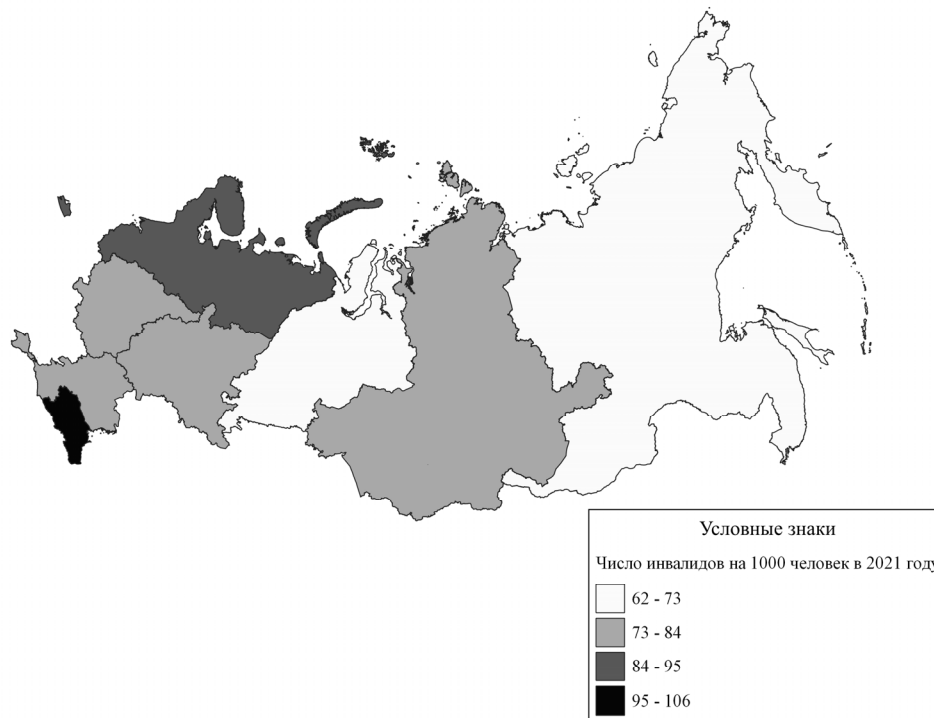 Условные знаки
Число инвалидов на 1000 человек в 2021 году
62 - 73
73 - 84
84 - 95
95 - 106